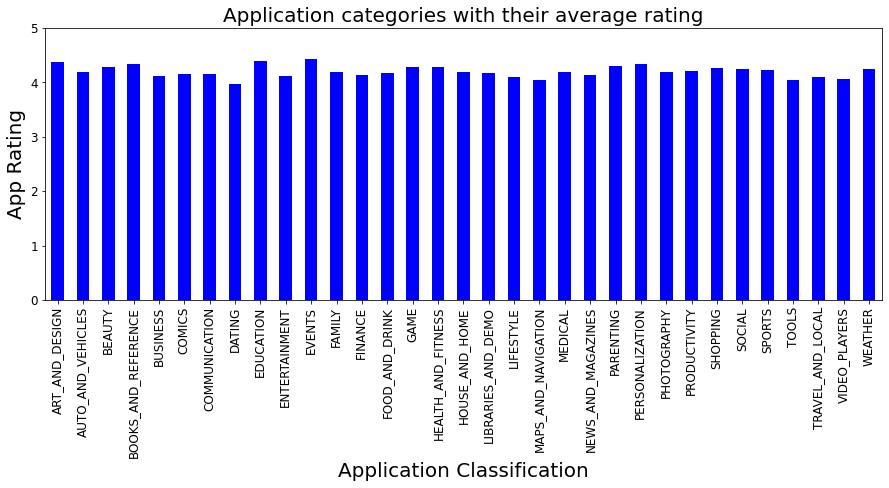 Application categories with their average rating
App Rating
5
4
3
2
1
0
ART_AND_DESIGN
AUTO_AND_VEHICLES
BEAUTY
BOOKS_AND_REFERENCE
BUSINESS
COMICS
COMMUNICATION
DATING
EDUCATION
ENTERTAINMENT
EVENTS
FAMILY
FINANCE
FOOD_AND_DRINK
GAME
HEALTH_AND_FITNESS
HOUSE_AND_HOME
LIBRARIES_AND_DEMO
LIFESTYLE
MAPS_AND_NAVIGATION
MEDICAL
NEWS_AND_MAGAZINES
PARENTING
PERSONALIZATION
PHOTOGRAPHY
PRODUCTIVITY
SHOPPING
SOCIAL
SPORTS
TOOLS
TRAVEL_AND_LOCAL
VIDEO_PLAYERS
WEATHER
Application Classification